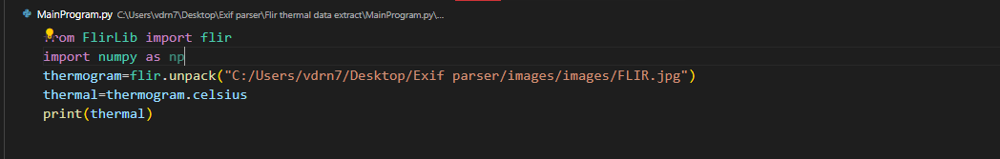 MainProgram.py C:\Users\vdrn7\Desktop\Exif parser\Flir thermal data extract\MainProgram.py\...
from FlirLib import flir
import numpy as np
thermogram=flir.unpack("C:/Users/vdrn7/Desktop/Exif parser/images/images/FLIR.jpg")
thermal=thermogram.celsius
print(thermal)